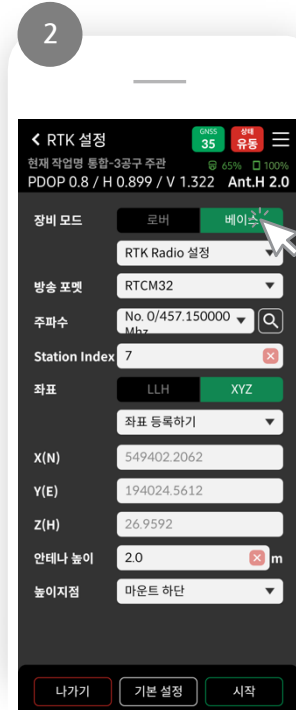 2
RTK 설정
GNSS 35
상태 유동
현재 작업명 통합-3공구 주관 65% 100%
PDOP 0.8 / H 0.899 / V 1.322 Ant.H 2.0
장비 모드 로버 베이스
RTK Radio 설정
방송 포멧 RTCM32
주파수 No. 0/457.150000 Mhz
Station Index 7
좌표 LLH XYZ
좌표 등록하기
X(N) 549402.2062
Y(E) 194024.5612
Z(H) 26.9592
안테나 높이 2.0 m
높이지점 마운트 하단
나가기 기본 설정 시작